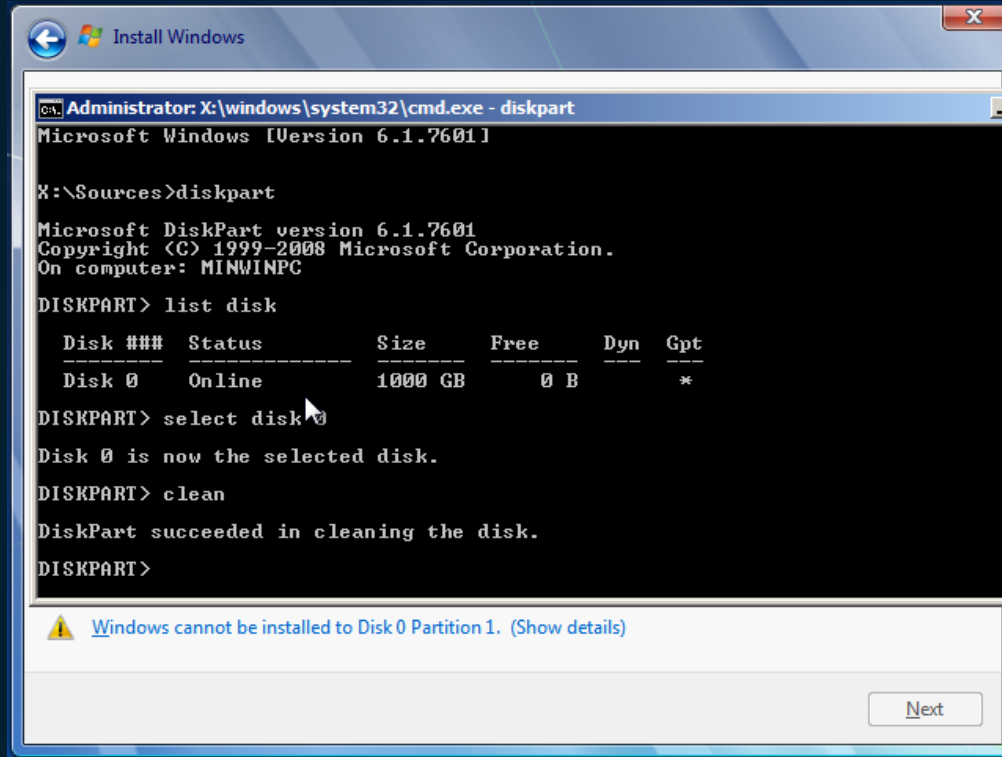 Install Windows
Administrator: X:\windows\system32\cmd.exe - diskpart
Microsoft Windows [Version 6.1.7601]
X:\Sources>diskpart
Microsoft DiskPart version 6.1.7601
Copyright (C) 1999-2008 Microsoft Corporation.
On computer: MININPC
DISKPART> list disk
Disk ### Status Size Free Dyn Gpt
-------- ------------- ------- ------- --- ---
Disk 0 Online 1000 GB 0 B *
DISKPART> select disk 0
Disk 0 is now the selected disk.
DISKPART> clean
DiskPart succeeded in cleaning the disk.
DISKPART>
Windows cannot be installed to Disk 0 Partition 1. (Show details)
Next